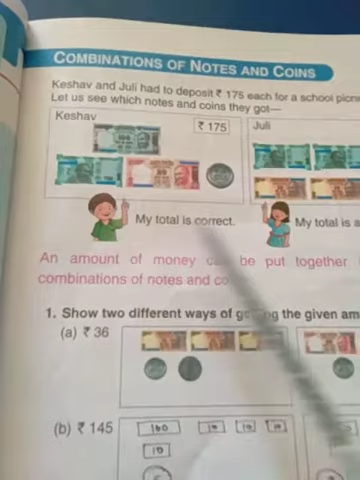 COMBINATIONS OF NOTES AND COINS
Keshav and Juli had to deposit ₹ 175 each for a school
Let us see which notes and coins they got—
Keshav
₹ 175
Juli
My total is correct.
My total is
An amount of money be put together
combinations of notes and
1. Show two different ways of the given
(a) ₹ 36
(b) ₹ 145
100 10 10 10
10
5